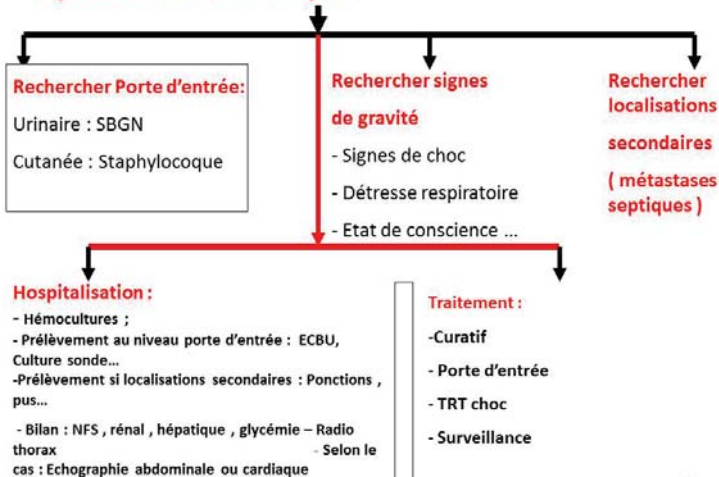 Rechercher Porte d'entrée:
Urinaire : SBGN
Cutanée : Staphylocoque
Rechercher signes
de gravité
- Signes de choc
- Détresse respiratoire
- Etat de conscience ...
Rechercher
localisations
secondaires
( métastases
septiques )
Hospitalisation :
- Hémocultures ;
- Prélèvement au niveau porte d'entrée : ECBU,
Culture sonde...
-Prélèvement si localisations secondaires : Ponctions ,
pus...
- Bilan : NFS , rénal , hépatique , glycémie – Radio
thorax - Selon le
cas : Echographie abdominale ou cardiaque
Traitement :
-Curatif
- Porte d'entrée
- TRT choc
- Surveillance